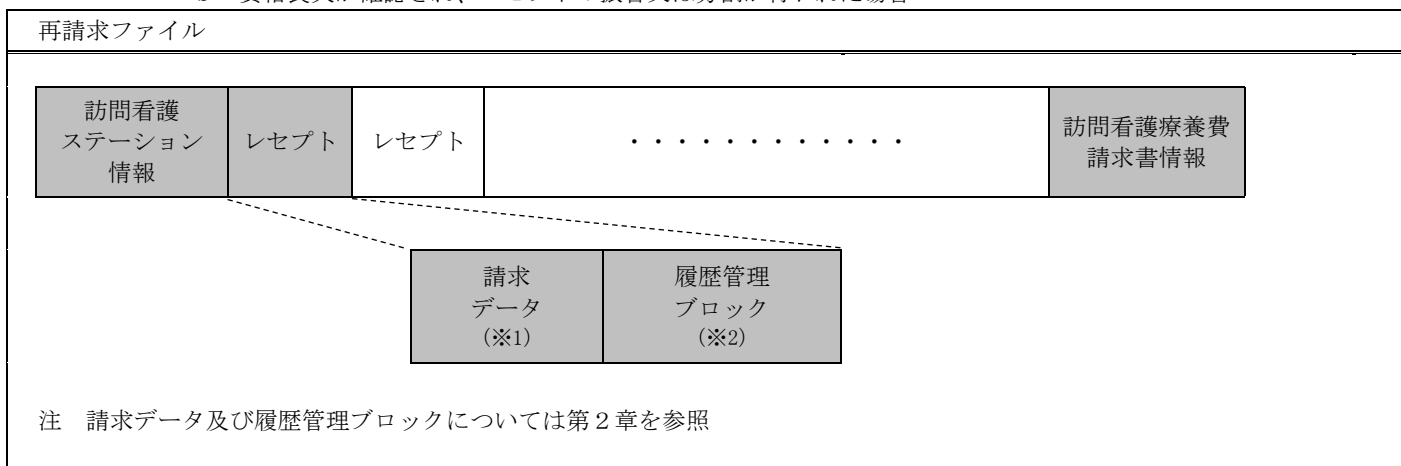 再請求ファイル
訪問看護
ステーション
情報
レセプト
レセプト
・・・・・・・・・・・・
訪問看護療養費
請求書情報
請求
データ
(※1)
履歴管理
ブロック
(※2)
注　請求データ及び履歴管理ブロックについては第２章を参照